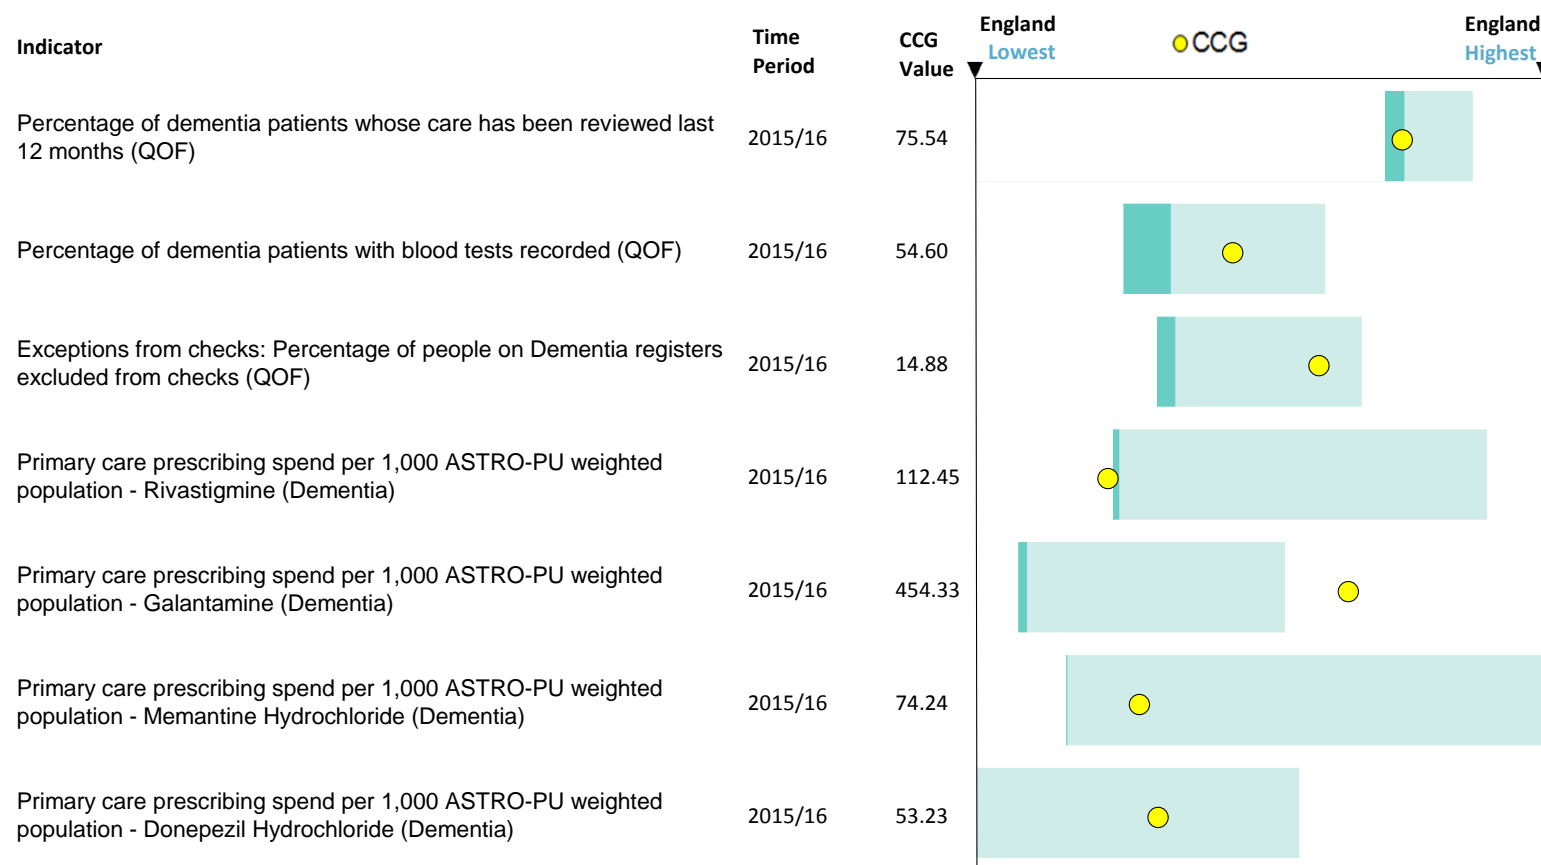 Indicator
Time
Period
CCG
Value
England
Lowest
CCG
England
Highest
Percentage of dementia patients whose care has been reviewed last
12 months (QOF)
2015/16
75.54
Percentage of dementia patients with blood tests recorded (QOF)
2015/16
54.60
Exceptions from checks: Percentage of people on Dementia registers
excluded from checks (QOF)
2015/16
14.88
Primary care prescribing spend per 1,000 ASTRO-PU weighted
population - Rivastigmine (Dementia)
2015/16
112.45
Primary care prescribing spend per 1,000 ASTRO-PU weighted
population - Galantamine (Dementia)
2015/16
454.33
Primary care prescribing spend per 1,000 ASTRO-PU weighted
population - Memantine Hydrochloride (Dementia)
2015/16
74.24
Primary care prescribing spend per 1,000 ASTRO-PU weighted
population - Donepezil Hydrochloride (Dementia)
2015/16
53.23